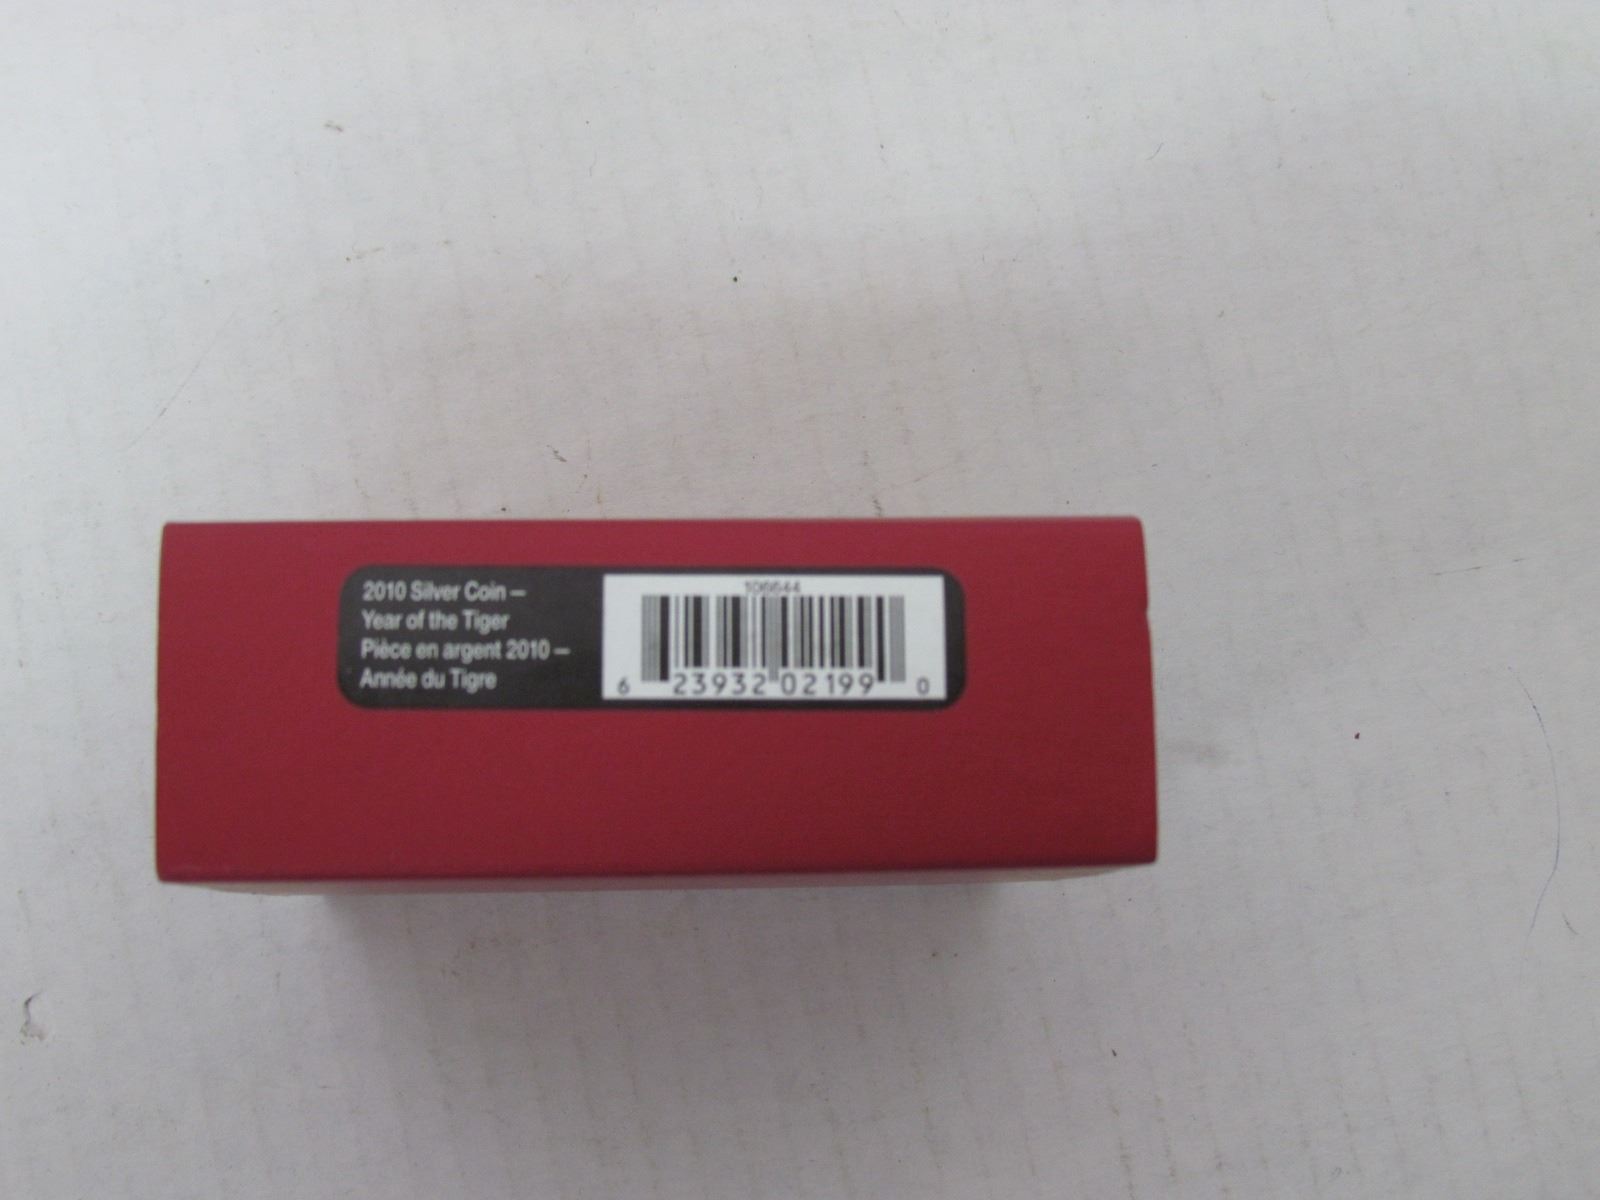 2010 Silver Coin –
Year of the Tiger
Pièce en argent 2010 –
Année du Tigre
6 23932 02199 0